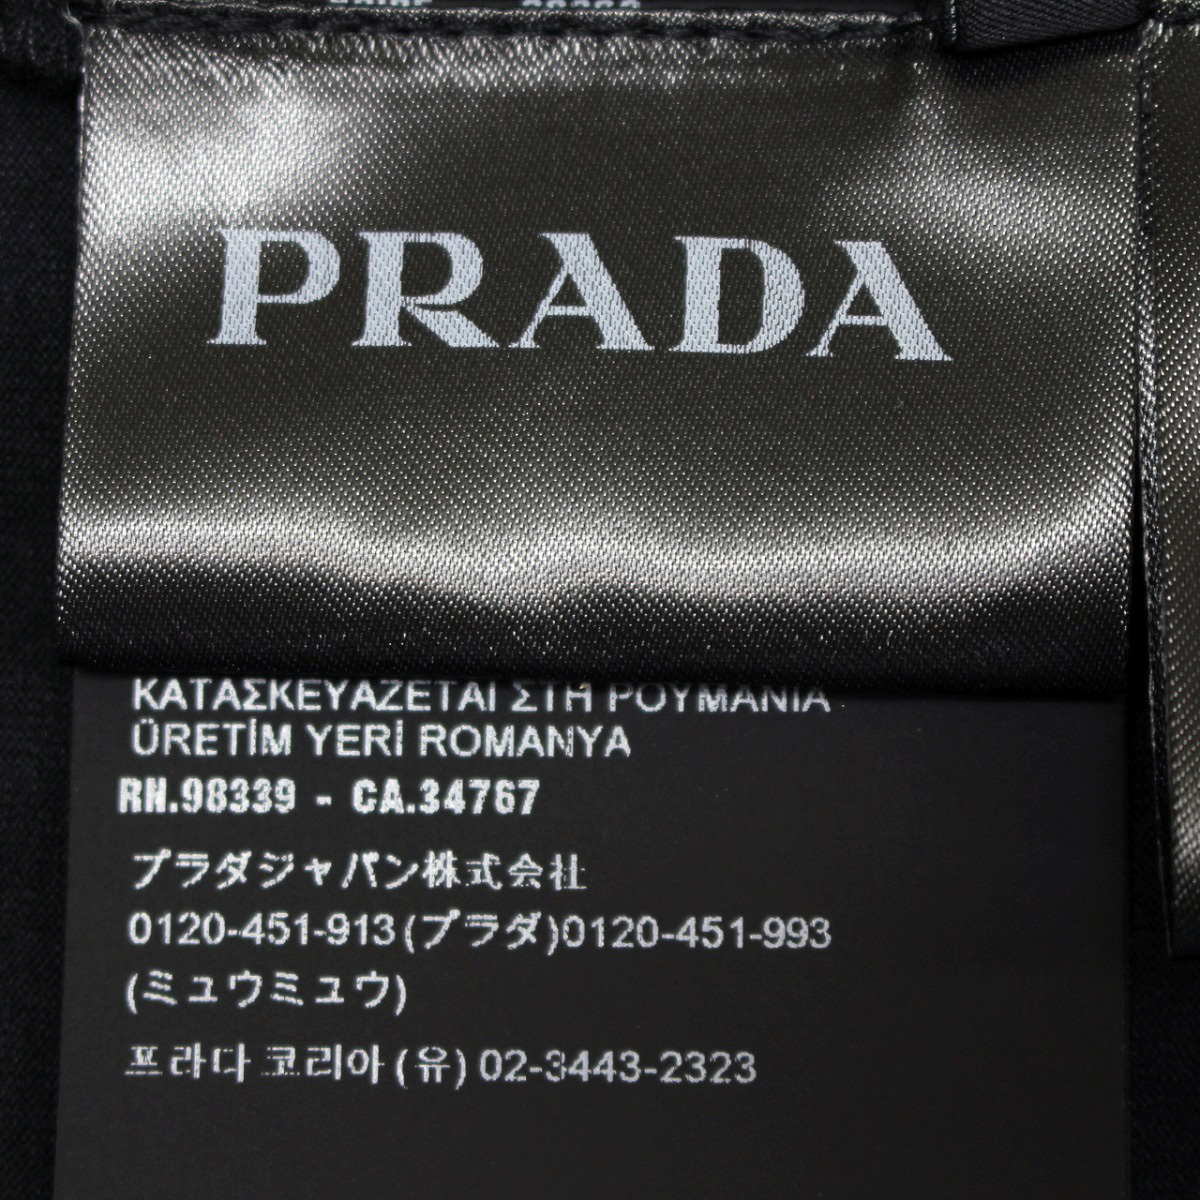 PRADA
ΚΑΤΑΣΚΕΥΑΖΕΤΑΙ ΣΤΗ ΡΟΥΜΑΝΙΑ
ÜRETİM YERİ ROMANYA
RN.98339 - CA.34767
プラダジャパン株式会社
0120-451-913(プラダ)0120-451-993
(ミュウミュウ)
프라다 코리아 (유) 02-3443-2323